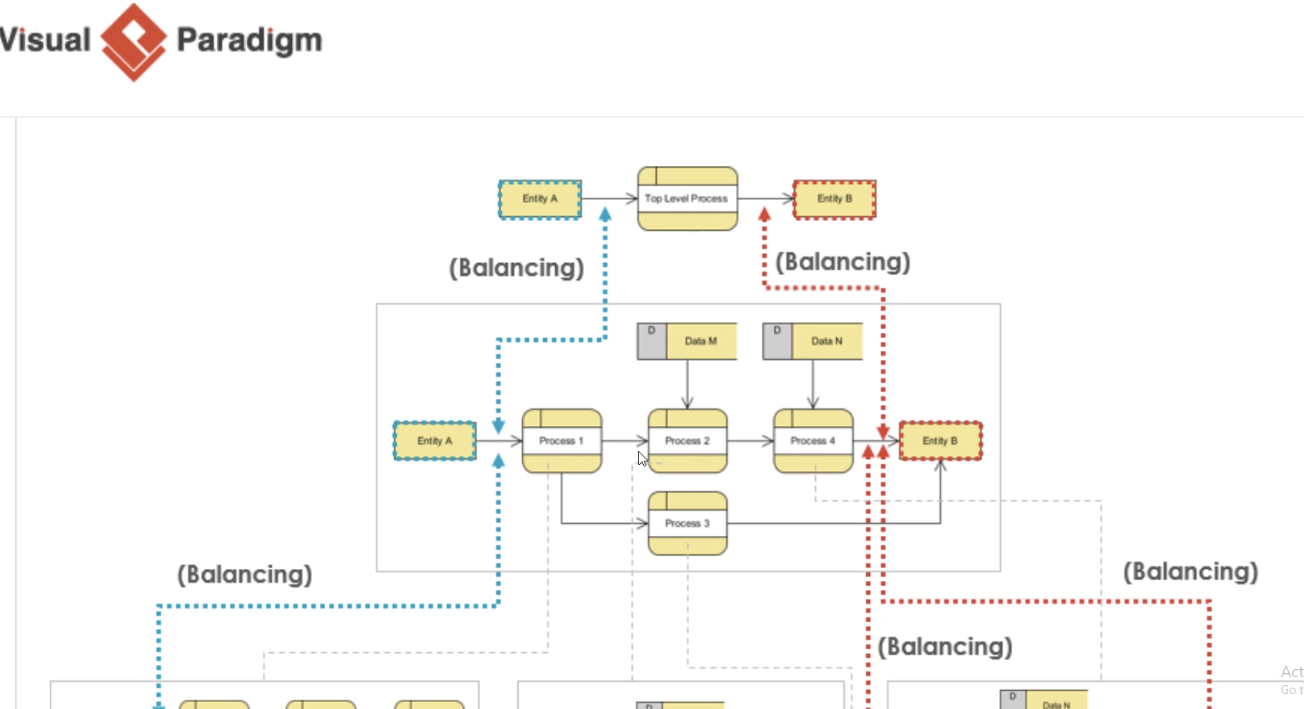 Visual Paradigm
Entity A
Top Level Process
Entity B
(Balancing)
(Balancing)
D
Data M
D
Data N
Entity A
Process 1
Process 2
Process 4
Entity B
Process 3
(Balancing)
(Balancing)
(Balancing)
Act
Go t
D
D
Data N